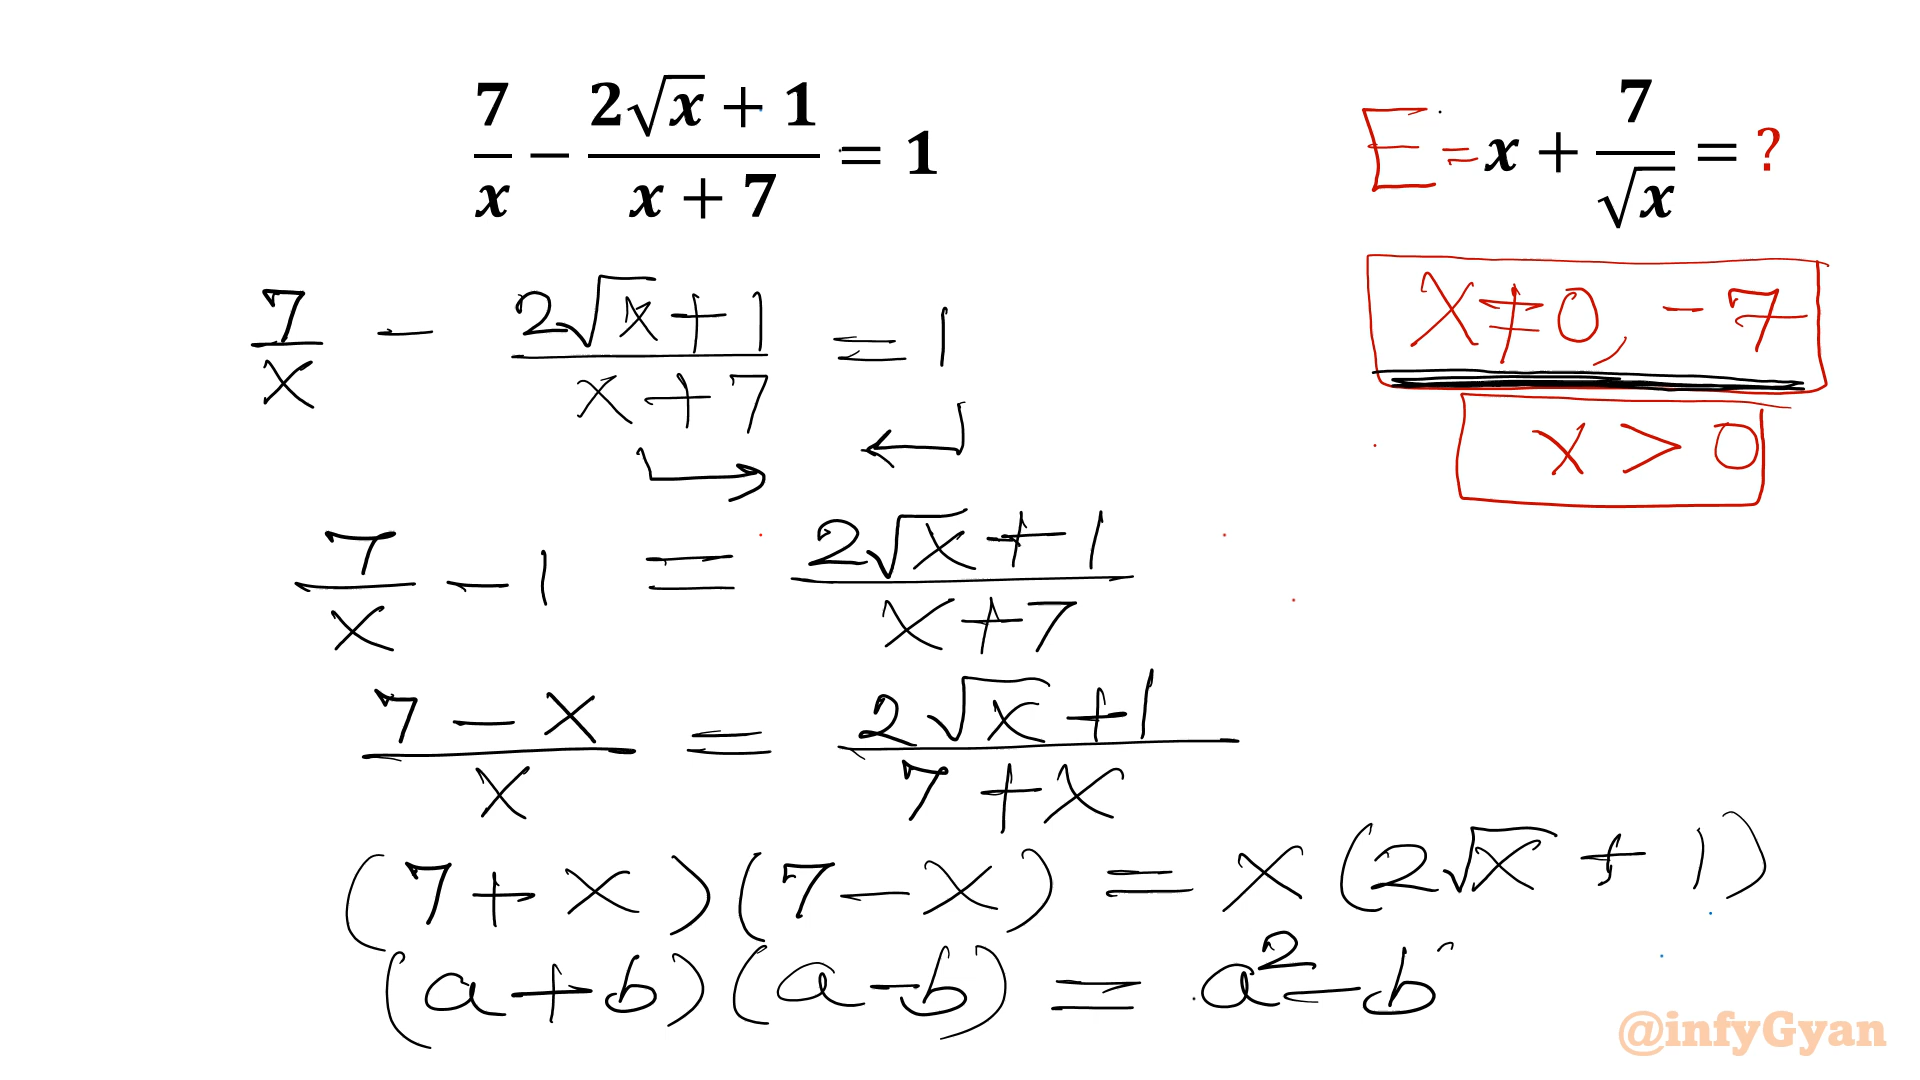 7/x − (2√x + 1)/(x + 7) = 1
E = x + 7/√x = ?
x ≠ 0, −7
x > 0
7/x − (2√x + 1)/(x + 7) = 1
7/x − 1 = (2√x + 1)/(x + 7)
(7 − x)/x = (2√x + 1)/(7 + x)
(7 + x)(7 − x) = x(2√x + 1)
(a + b)(a − b) = a² − b
@infyGyan